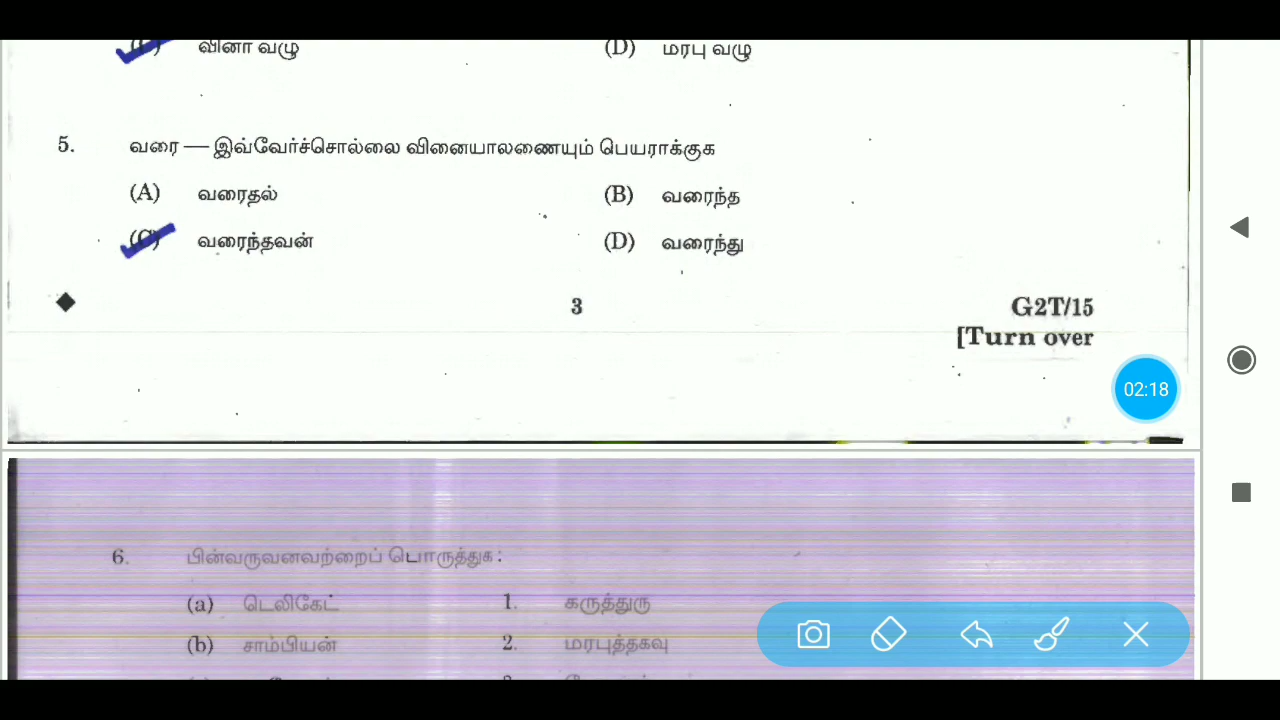 வினா வழு (D) மரபு வழு
5. வரை — இவ்வேர்ச்சொல்லை வினையாலணையும் பெயராக்குக
(A) வரைதல் (B) வரைந்த
(C) வரைந்தவன் (D) வரைந்து
3 G2T/15
[Turn over
02:18
6. பின்வருவனவற்றைப் பொருத்துக :
(a) டெலிகேட் 1. கருத்துரு
(b) சாம்பியன் 2. மரபுத்தகவு